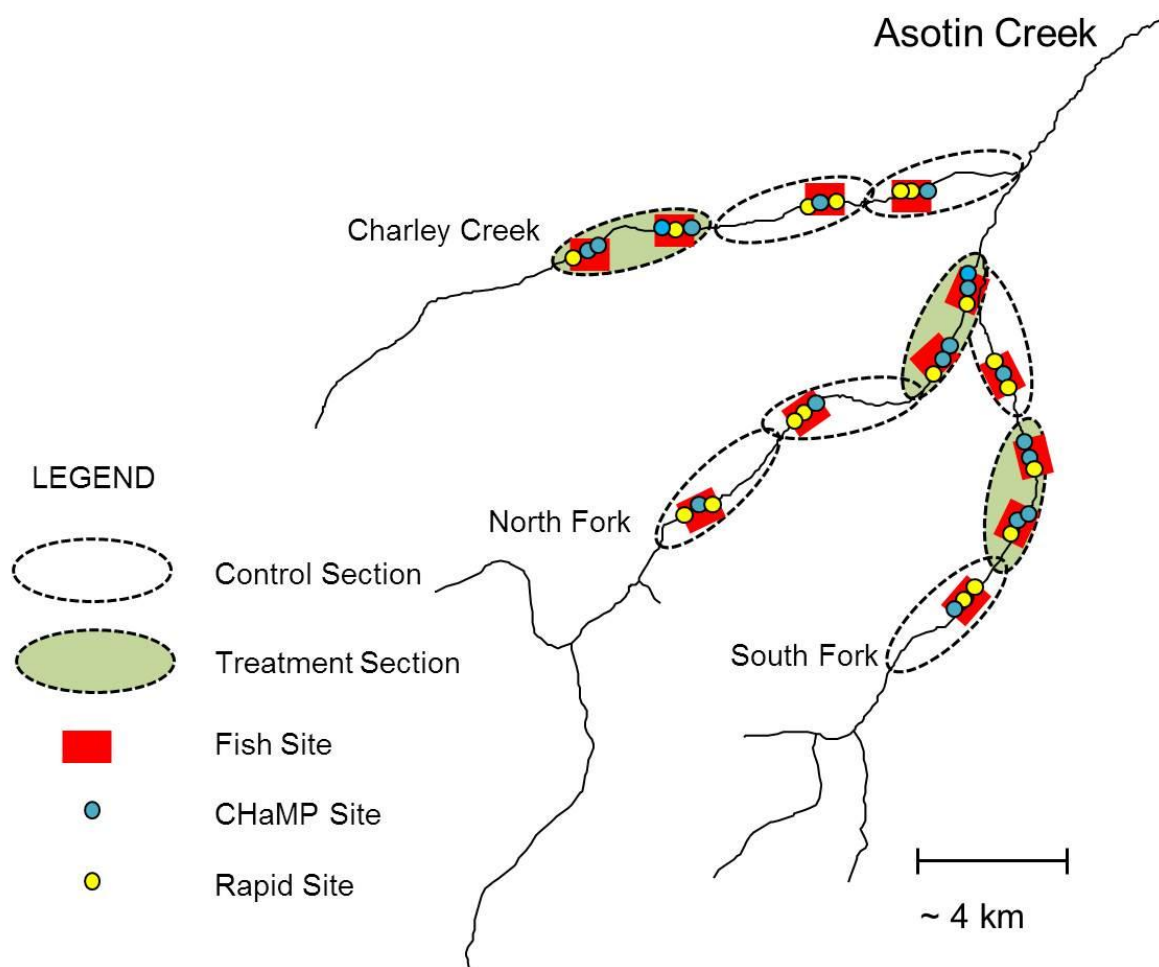 Asotin Creek
Charley Creek
North Fork
South Fork
LEGEND
Control Section
Treatment Section
Fish Site
CHaMP Site
Rapid Site
~ 4 km